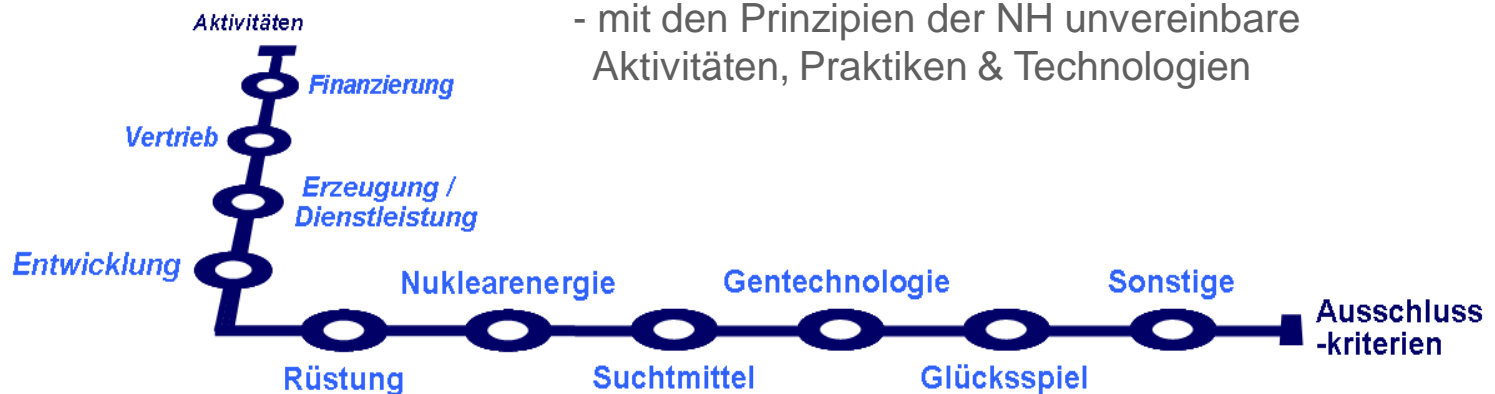 Aktivitäten
- mit den Prinzipien der NH unvereinbare
Aktivitäten, Praktiken & Technologien
Finanzierung
Vertrieb
Erzeugung /
Dienstleistung
Entwicklung
Nuklearenergie
Gentechnologie
Sonstige
Ausschluss
-kriterien
Rüstung
Suchtmittel
Glücksspiel